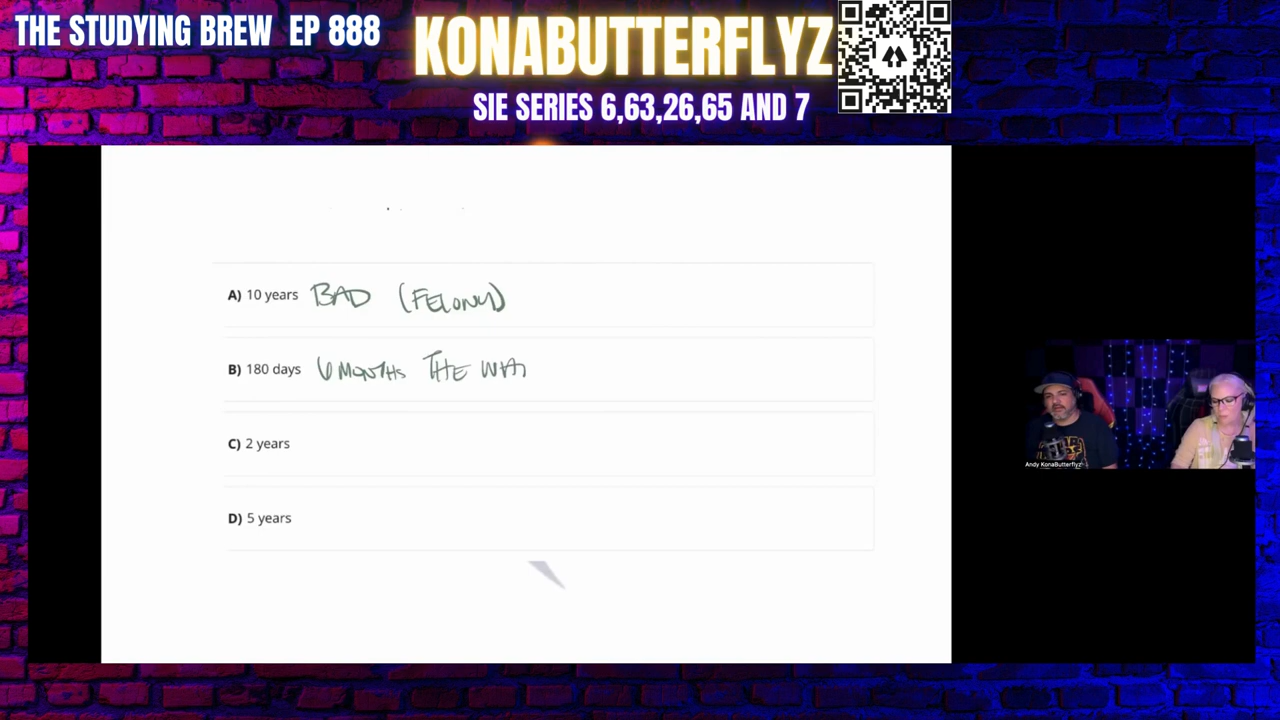 THE STUDYING BREW EP 888
KONABUTTERFLYZ
SIE SERIES 6,63,26,65 AND 7
A) 10 years BAD (FELONY)
B) 180 days 6 MONTHS THE WAI
C) 2 years
D) 5 years
Andy KonaButterflyz